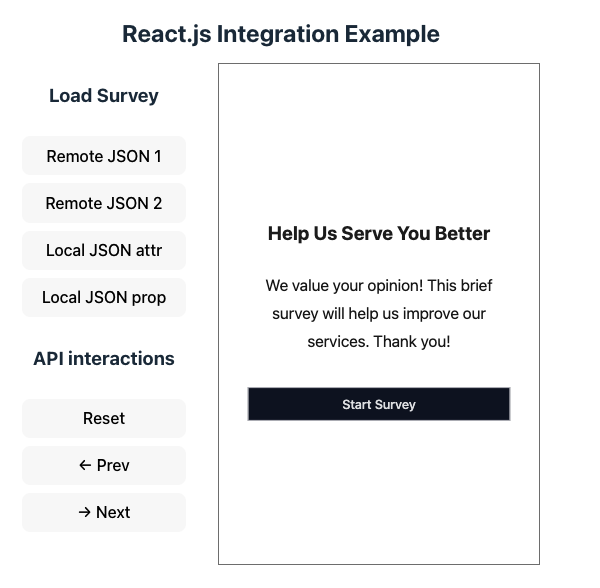 React.js Integration Example
Load Survey
Remote JSON 1
Remote JSON 2
Local JSON attr
Local JSON prop
API interactions
Reset
← Prev
→ Next
Help Us Serve You Better
We value your opinion! This brief
survey will help us improve our
services. Thank you!
Start Survey